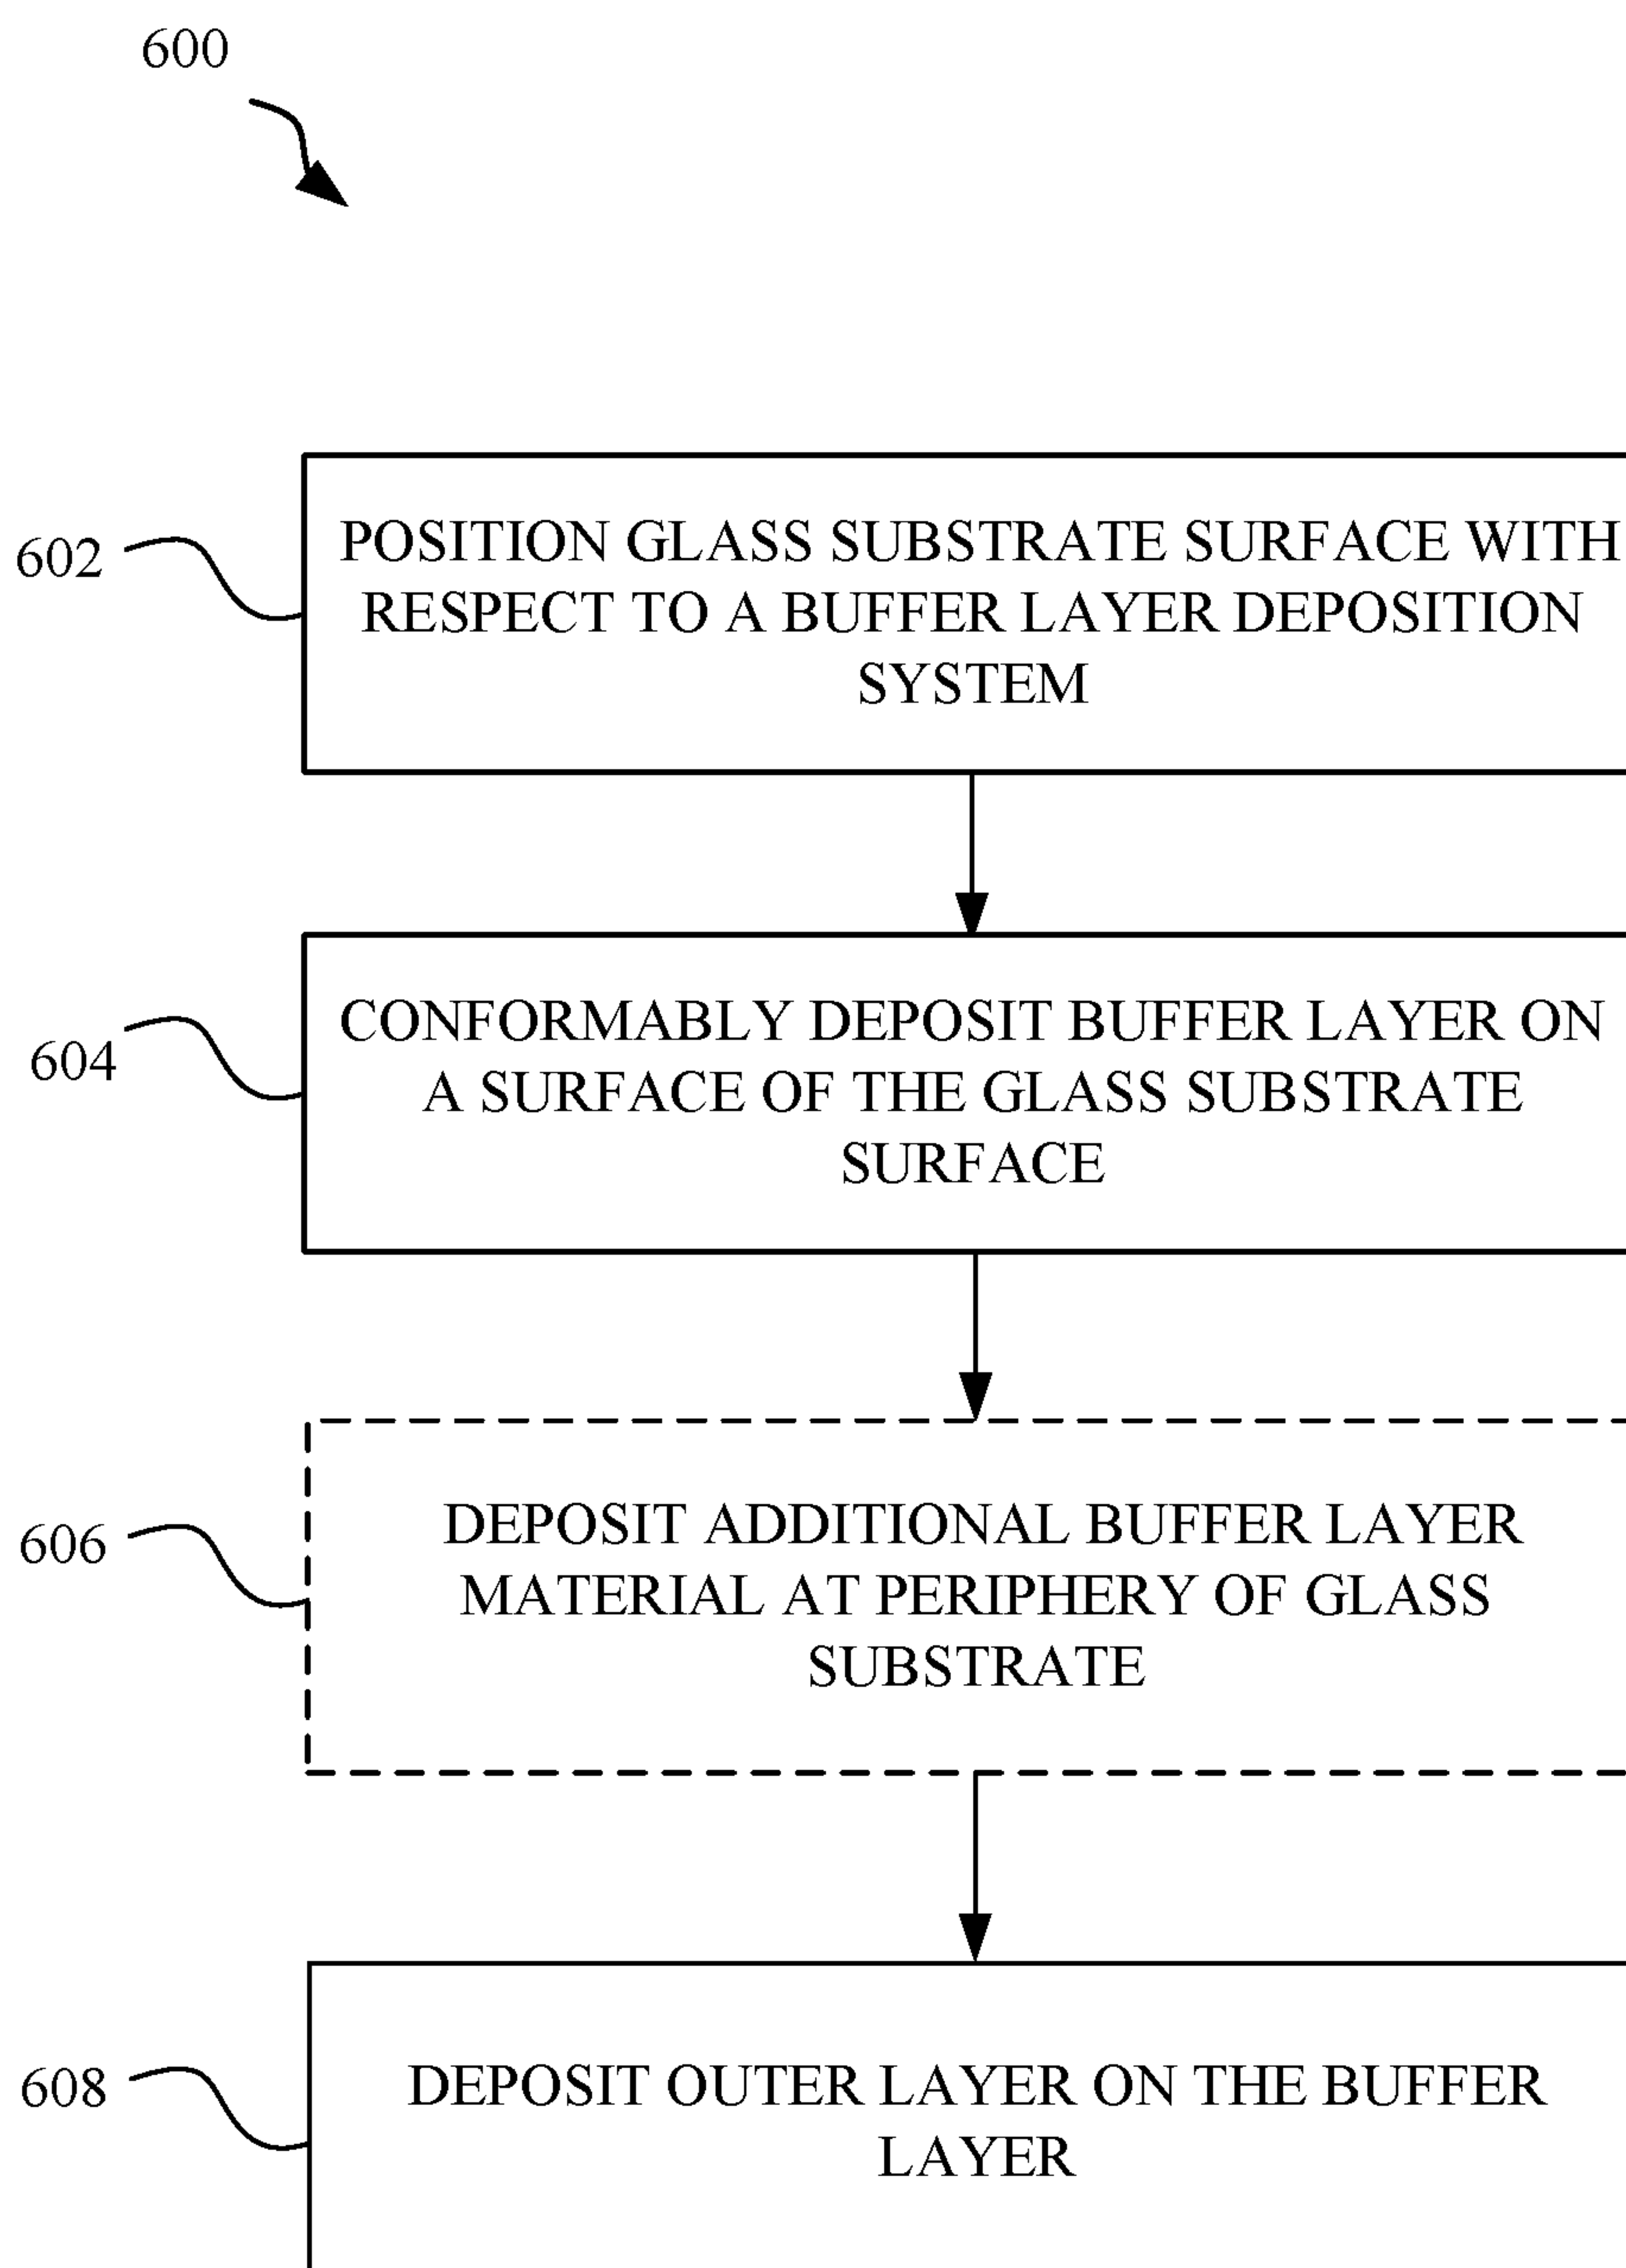 600
602
POSITION GLASS SUBSTRATE SURFACE WITH
RESPECT TO A BUFFER LAYER DEPOSITION
SYSTEM
604
CONFORMABLY DEPOSIT BUFFER LAYER ON
A SURFACE OF THE GLASS SUBSTRATE
SURFACE
606
DEPOSIT ADDITIONAL BUFFER LAYER
MATERIAL AT PERIPHERY OF GLASS
SUBSTRATE
608
DEPOSIT OUTER LAYER ON THE BUFFER
LAYER